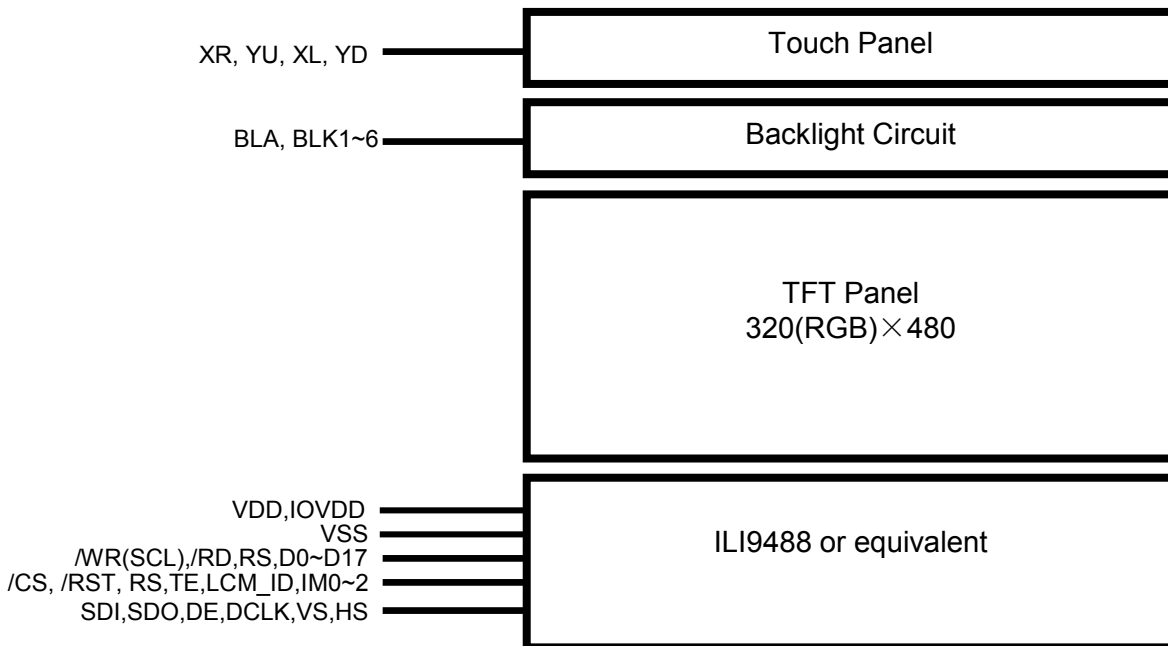 XR, YU, XL, YD
Touch Panel
BLA, BLK1~6
Backlight Circuit
TFT Panel
320(RGB)×480
VDD,IOVDD
VSS
/WR(SCL),/RD,RS,D0~D17
/CS, /RST, RS,TE,LCM_ID,IM0~2
SDI,SDO,DE,DCLK,VS,HS
ILI9488 or equivalent